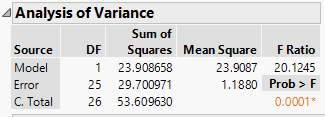 Analysis of Variance
Sum of
Source DF Squares Mean Square F Ratio
Model 1 23.908658 23.9087 20.1245
Error 25 29.700971 1.1880 Prob > F
C. Total 26 53.609630 0.0001*